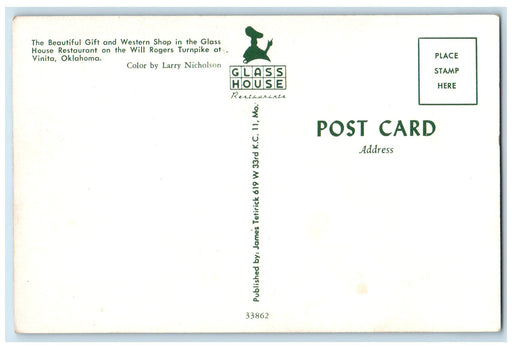 The Beautiful Gift and Western Shop in the Glass
House Restaurant on the Will Rogers Turnpike at
Vinita, Oklahoma.
Color by Larry Nicholson
GLASS
HOUSE
Restaurants
Published by: James Tetirick 619 W 33rd K.C. 11, Mo.
33862
POST CARD
Address
PLACE
STAMP
HERE